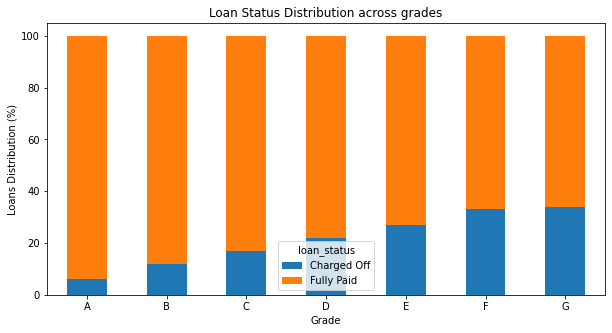 Loan Status Distribution across grades
Loans Distribution (%)
100
80
60
40
20
0
loan_status
Charged Off
Fully Paid
A B C D E F G
Grade